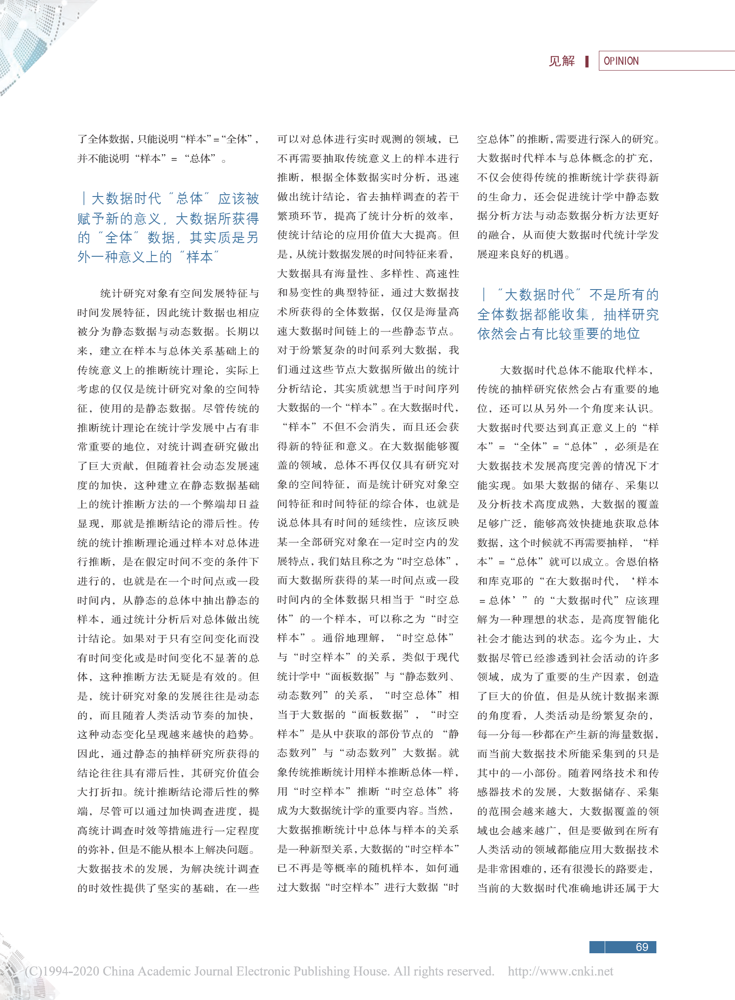 见解 OPINION
了全体数据，只能说明“样本”=“全体”，
并不能说明“样本”=“总体”。
｜大数据时代“总体”应该被
赋予新的意义，大数据所获得
的“全体”数据，其实质是另
外一种意义上的“样本”
统计研究对象有空间发展特征与
时间发展特征，因此统计数据也相应
被分为静态数据与动态数据。长期以
来，建立在样本与总体关系基础上的
传统意义上的推断统计理论，实际上
考虑的仅仅是统计研究对象的空间特
征，使用的是静态数据。尽管传统的
推断统计理论在统计学发展中占有非
常重要的地位，对统计调查研究做出
了巨大贡献，但随着社会动态发展速
度的加快，这种建立在静态数据基础
上的统计推断方法的一个弊端却日益
显现，那就是推断结论的滞后性。传
统的统计推断理论通过样本对总体进
行推断，是在假定时间不变的条件下
进行的，也就是在一个时间点或一段
时间内，从静态的总体中抽出静态的
样本，通过统计分析后对总体做出统
计结论。如果对于只有空间变化而没
有时间变化或是时间变化不显著的总
体，这种推断方法无疑是有效的。但
是，统计研究对象的发展往往是动态
的，而且随着人类活动节奏的加快，
这种动态变化呈现越来越快的趋势。
因此，通过静态的抽样研究所获得的
结论往往具有滞后性，其研究价值会
大打折扣。统计推断结论滞后性的弊
端，尽管可以通过加快调查进度，提
高统计调查时效等措施进行一定程度
的弥补，但是不能从根本上解决问题。
大数据技术的发展，为解决统计调查
的时效性提供了坚实的基础，在一些
可以对总体进行实时观测的领域，已
不再需要抽取传统意义上的样本进行
推断，根据全体数据实时分析，迅速
做出统计结论，省去抽样调查的若干
繁琐环节，提高了统计分析的效率，
使统计结论的应用价值大大提高。但
是，从统计数据发展的时间特征来看，
大数据具有海量性、多样性、高速性
和易变性的典型特征，通过大数据技
术所获得的全体数据，仅仅是海量高
速大数据时间链上的一些静态节点。
对于纷繁复杂的时间系列大数据，我
们通过这些节点大数据所做出的统计
分析结论，其实质就想当于时间序列
大数据的一个“样本”。在大数据时代，
“样本”不但不会消失，而且还会获
得新的特征和意义。在大数据能够覆
盖的领域，总体不再仅仅具有研究对
象的空间特征，而是统计研究对象空
间特征和时间特征的综合体，也就是
说总体具有时间的延续性，应该反映
某一全部研究对象在一定时空内的发
展特点，我们姑且称之为“时空总体”，
而大数据所获得的某一时间点或一段
时间内的全体数据只相当于“时空总
体”的一个样本，可以称之为“时空
样本”。通俗地理解，“时空总体”
与“时空样本”的关系，类似于现代
统计学中“面板数据”与“静态数列、
动态数列”的关系，“时空总体”相
当于大数据的“面板数据”，“时空
样本”是从中获取的部份节点的“静
态数列”与“动态数列”大数据。就
象传统推断统计用样本推断总体一样，
用“时空样本”推断“时空总体”将
成为大数据统计学的重要内容。当然，
大数据推断统计中总体与样本的关系
是一种新型关系，大数据的“时空样本”
已不再是等概率的随机样本，如何通
过大数据“时空样本”进行大数据“时
空总体”的推断，需要进行深入的研究。
大数据时代样本与总体概念的扩充，
不仅会使得传统的推断统计学获得新
的生命力，还会促进统计学中静态数
据分析方法与动态数据分析方法更好
的融合，从而使大数据时代统计学发
展迎来良好的机遇。
｜“大数据时代”不是所有的
全体数据都能收集，抽样研究
依然会占有比较重要的地位
大数据时代总体不能取代样本，
传统的抽样研究依然会占有重要的地
位，还可以从另外一个角度来认识。
大数据时代要达到真正意义上的“样
本”=“全体”=“总体”，必须是在
大数据技术发展高度完善的情况下才
能实现。如果大数据的储存、采集以
及分析技术高度成熟，大数据的覆盖
足够广泛，能够高效快捷地获取总体
数据，这个时候就不再需要抽样，“样
本”=“总体”就可以成立。舍恩伯格
和库克耶的“在大数据时代，‘样本
=总体’”的“大数据时代”应该理
解为一种理想的状态，是高度智能化
社会才能达到的状态。迄今为止，大
数据尽管已经渗透到社会活动的许多
领域，成为了重要的生产因素，创造
了巨大的价值，但是从统计数据来源
的角度看，人类活动是纷繁复杂的，
每一分每一秒都在产生新的海量数据，
而当前大数据技术所能采集到的只是
其中的一小部份。随着网络技术和传
感器技术的发展，大数据储存、采集
的范围会越来越大，大数据覆盖的领
域也会越来越广，但是要做到在所有
人类活动的领域都能应用大数据技术
是非常困难的，还有很漫长的路要走，
当前的大数据时代准确地讲还属于大
69
(C)1994-2020 China Academic Journal Electronic Publishing House. All rights reserved. http://www.cnki.net